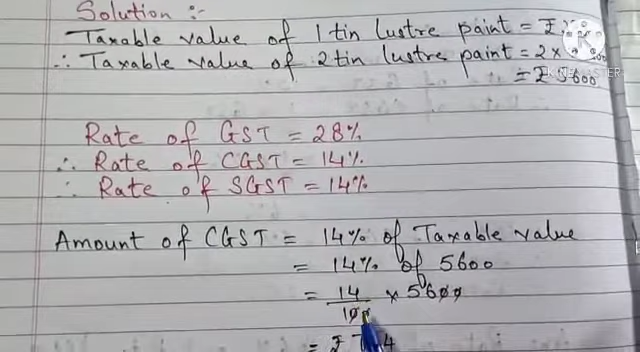 Solution :-
Taxable value of 1 tin lustre paint = ₹
∴ Taxable value of 2 tin lustre paint = 2 ×
= ₹ 5600
Rate of GST = 28%
∴ Rate of CGST = 14%
∴ Rate of SGST = 14%
Amount of CGST = 14% of Taxable value
= 14% of 5600
= 14/100 × 5600
= ₹ 7 4